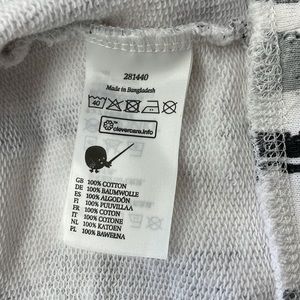 281440
Made in Bangladesh
40
clevercare.info
GB 100% COTTON
DE 100% BAUMWOLLE
ES 100% ALGODÓN
FI 100% PUUVILLAA
FR 100% COTON
IT 100% COTONE
NL 100% KATOEN
PL 100% BAWEŁNA